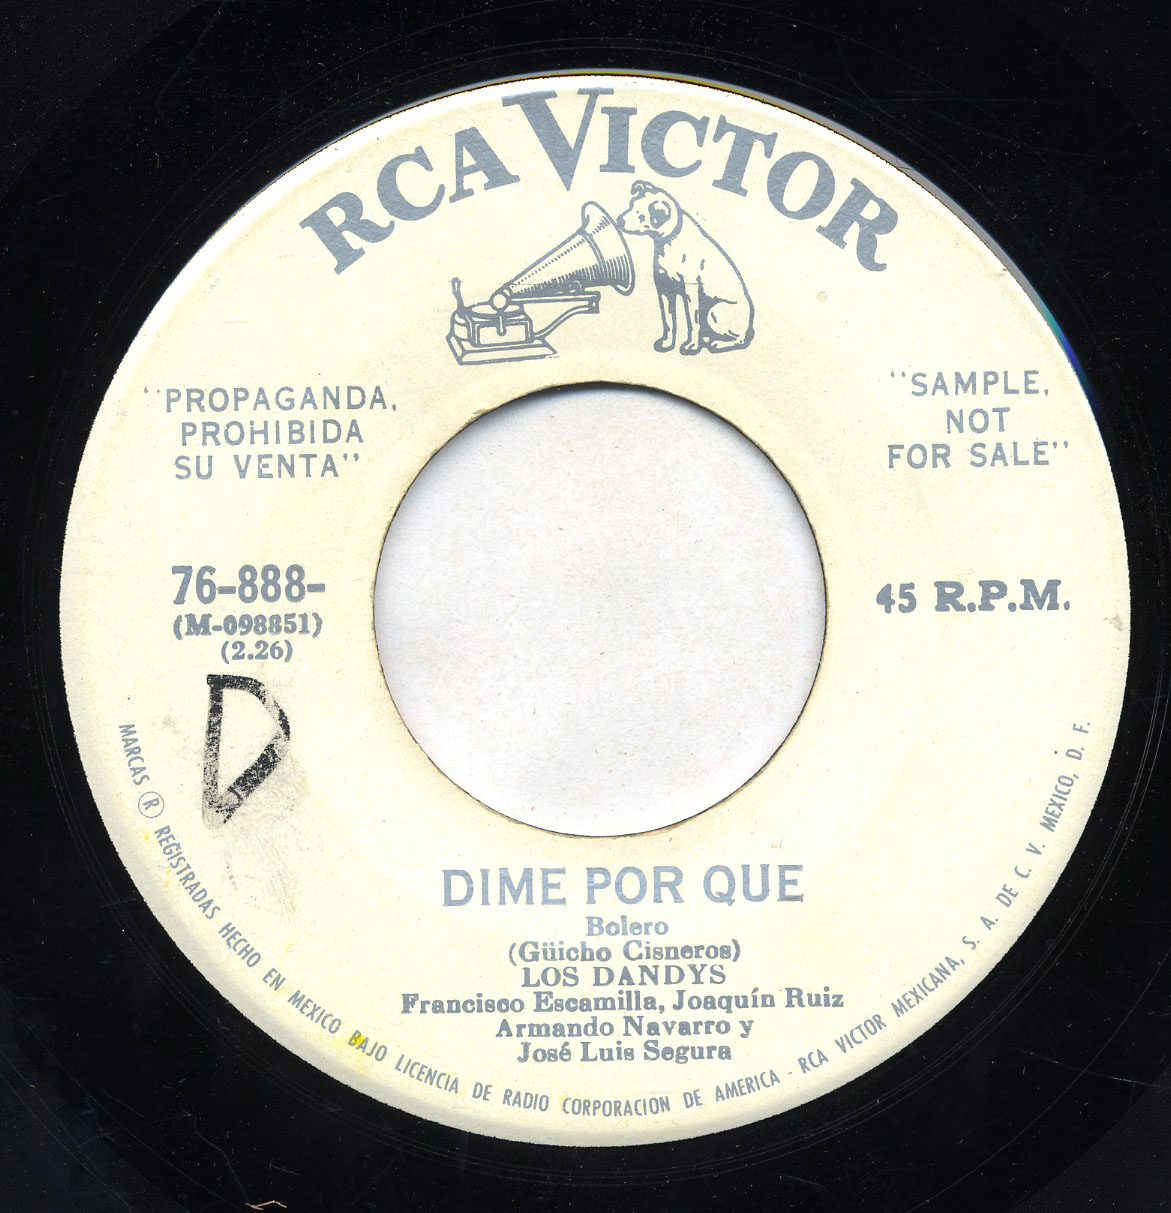 RCA VICTOR
"PROPAGANDA,
PROHIBIDA
SU VENTA"
"SAMPLE,
NOT
FOR SALE"
76-888-
(M-098851)
(2.26)
45 R.P.M.
D
DIME POR QUE
Bolero
(Güicho Cisneros)
LOS DANDYS
Francisco Escamilla, Joaquín Ruiz
Armando Navarro y
José Luis Segura
MARCAS ® REGISTRADAS HECHO EN MEXICO BAJO LICENCIA DE RADIO CORPORACION DE AMERICA - RCA VICTOR MEXICANA, S. A. DE C. V. MEXICO, D. F.